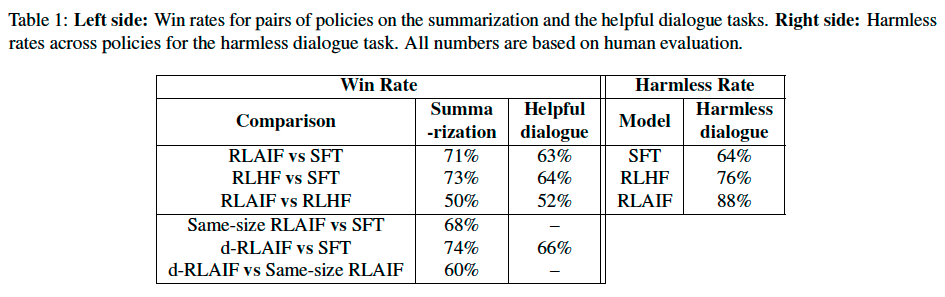 Table 1: Left side: Win rates for pairs of policies on the summarization and the helpful dialogue tasks. Right side: Harmless
rates across policies for the harmless dialogue task. All numbers are based on human evaluation.
Win Rate Harmless Rate
Comparison Summa-rization Helpful dialogue Model Harmless dialogue
RLAIF vs SFT 71% 63% SFT 64%
RLHF vs SFT 73% 64% RLHF 76%
RLAIF vs RLHF 50% 52% RLAIF 88%
Same-size RLAIF vs SFT 68% –
d-RLAIF vs SFT 74% 66%
d-RLAIF vs Same-size RLAIF 60% –